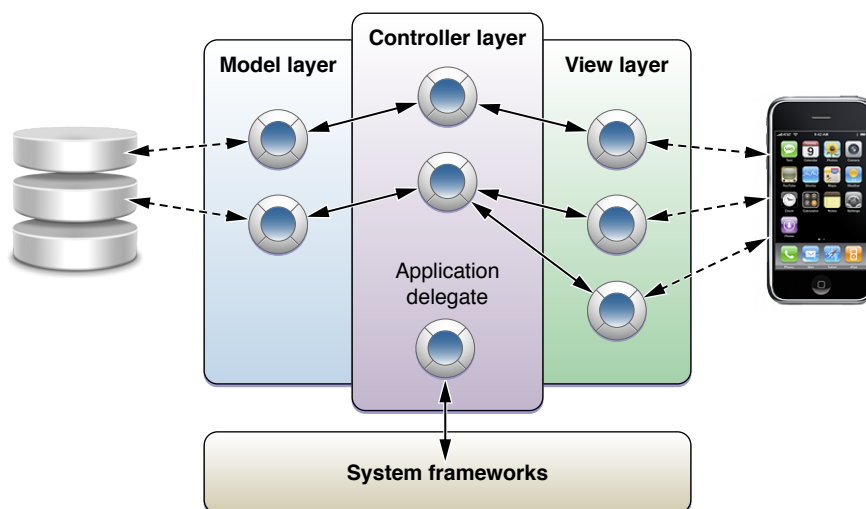 Controller layer
Model layer
View layer
Application
delegate
System frameworks